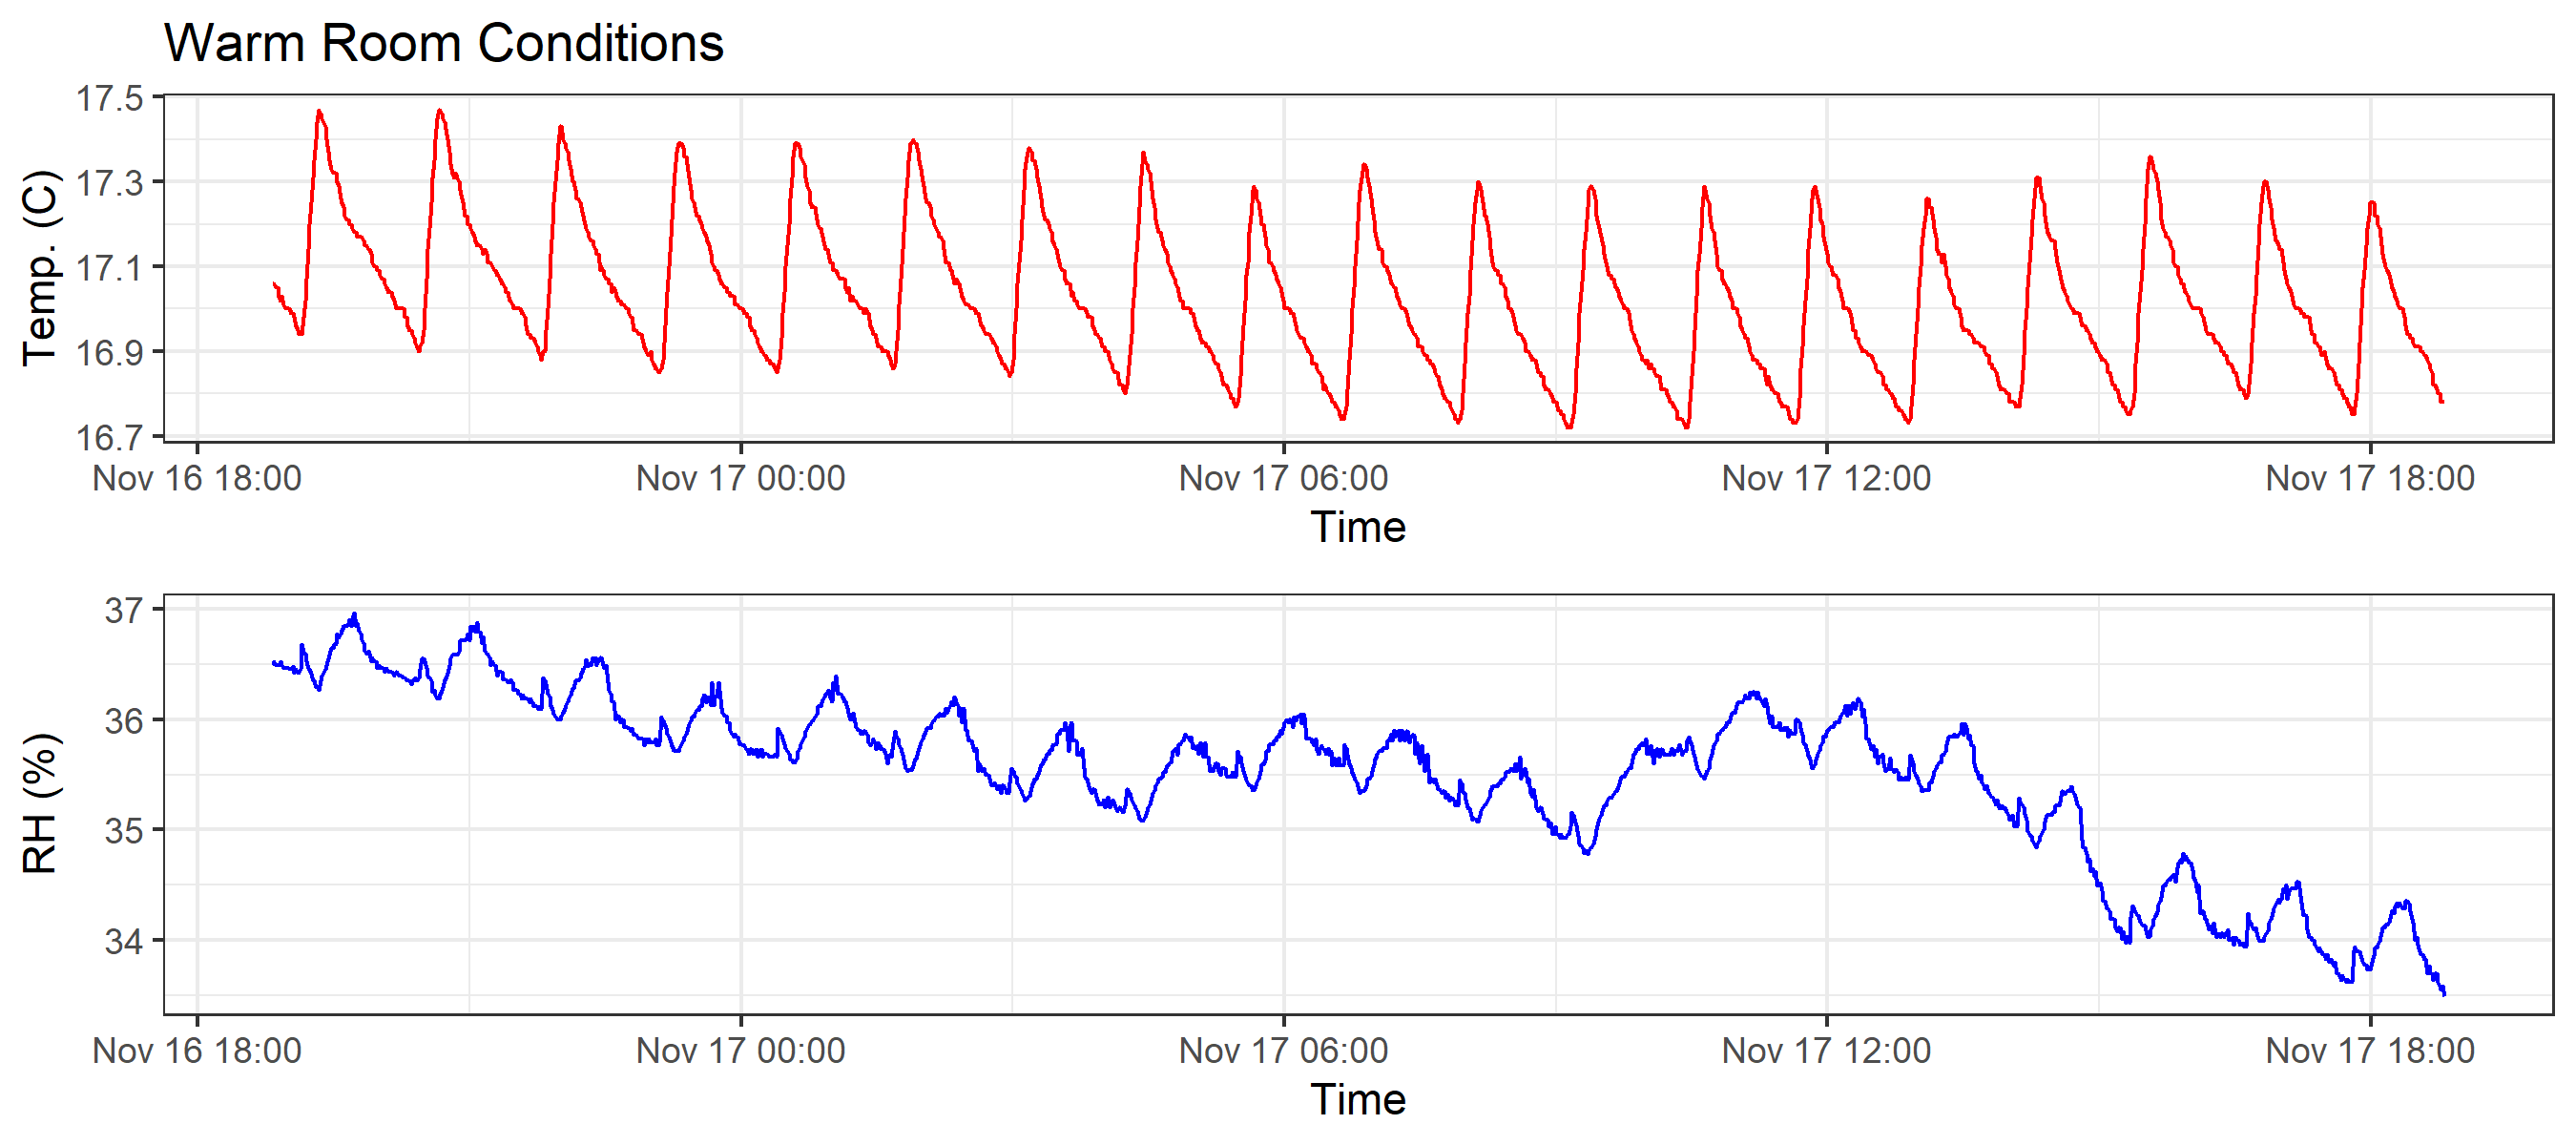 Warm Room Conditions
17.5
17.3
17.1
16.9
16.7
Temp. (C)
Nov 16 18:00 Nov 17 00:00 Nov 17 06:00 Nov 17 12:00 Nov 17 18:00
Time
37
36
35
34
RH (%)
Nov 16 18:00 Nov 17 00:00 Nov 17 06:00 Nov 17 12:00 Nov 17 18:00
Time